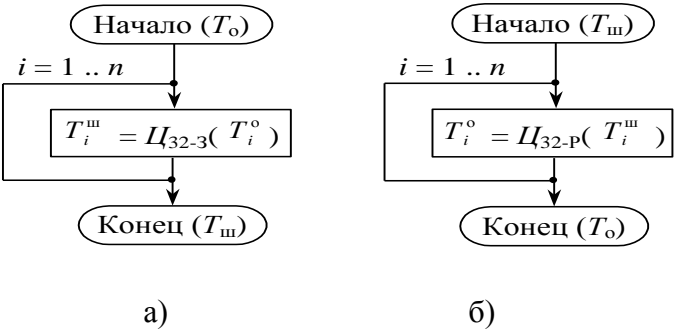 Начало (Tо)
i = 1 .. n
Tᵢш = Ц32-З( Tᵢо )
Конец (Tш)
а)
Начало (Tш)
i = 1 .. n
Tᵢо = Ц32-Р( Tᵢш )
Конец (Tо)
б)